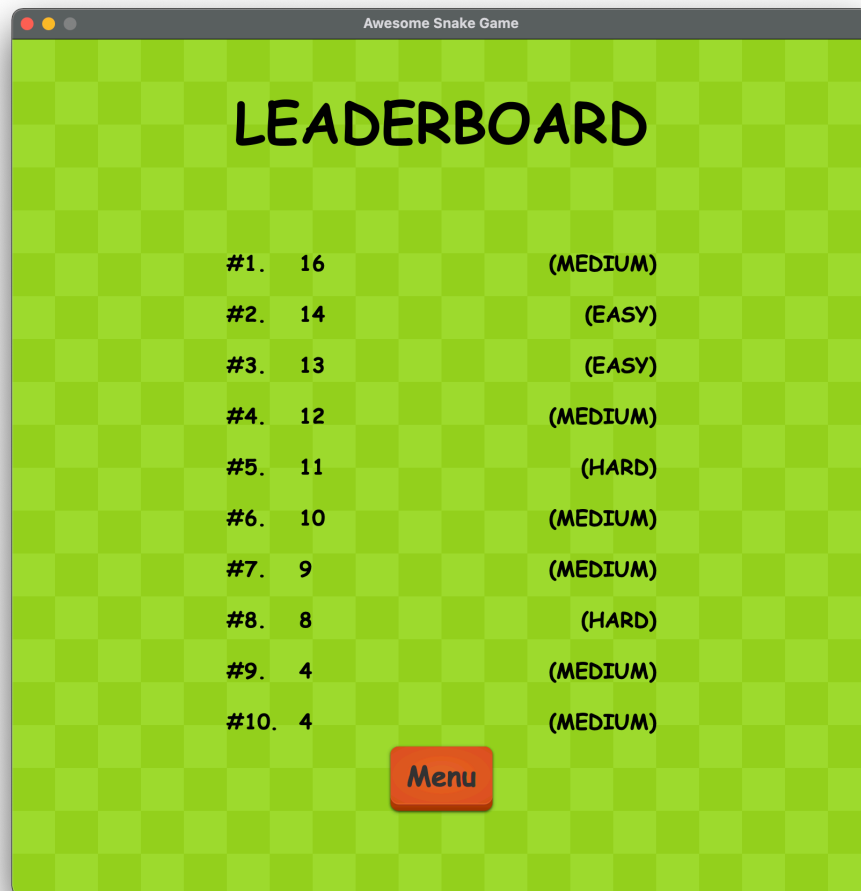 Awesome Snake Game
LEADERBOARD
#1. 16 (MEDIUM)
#2. 14 (EASY)
#3. 13 (EASY)
#4. 12 (MEDIUM)
#5. 11 (HARD)
#6. 10 (MEDIUM)
#7. 9 (MEDIUM)
#8. 8 (HARD)
#9. 4 (MEDIUM)
#10. 4 (MEDIUM)
Menu